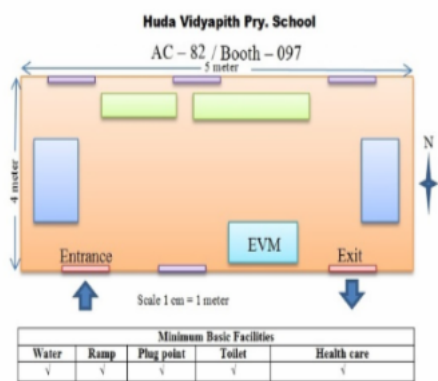 Huda Vidyapith Pry. School
AC – 82 / Booth – 097
5 meter
4 meter
N
EVM
Entrance
Exit
Scale 1 cm = 1 meter
Minimum Basic Facilities
Water Ramp Plug point Toilet Health care
√ √ √ √ √